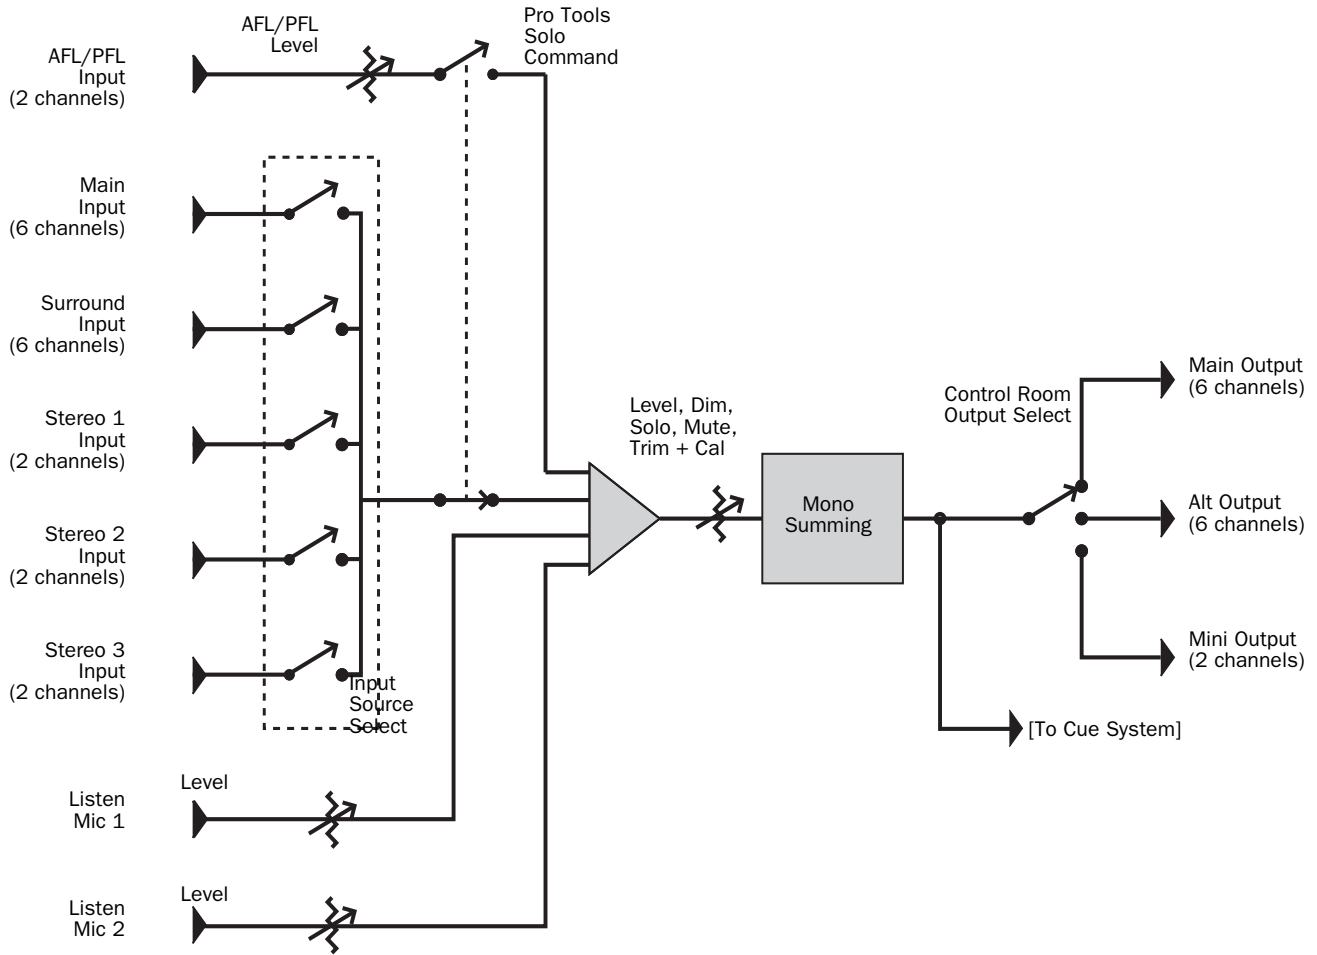 AFL/PFL
Level
Pro Tools
Solo
Command
AFL/PFL
Input
(2 channels)
Main
Input
(6 channels)
Surround
Input
(6 channels)
Stereo 1
Input
(2 channels)
Stereo 2
Input
(2 channels)
Stereo 3
Input
(2 channels)
Input
Source
Select
Level
Listen
Mic 1
Level
Listen
Mic 2
Level, Dim,
Solo, Mute,
Trim + Cal
Mono
Summing
Control Room
Output Select
Main Output
(6 channels)
Alt Output
(6 channels)
Mini Output
(2 channels)
[To Cue System]